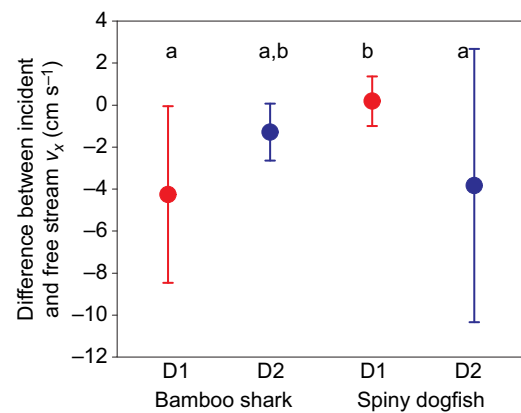 Difference between incident
and free stream vₓ (cm s⁻¹)
4
2
0
–2
–4
–6
–8
–10
–12
a
a,b
b
a
D1
D2
D1
D2
Bamboo shark
Spiny dogfish